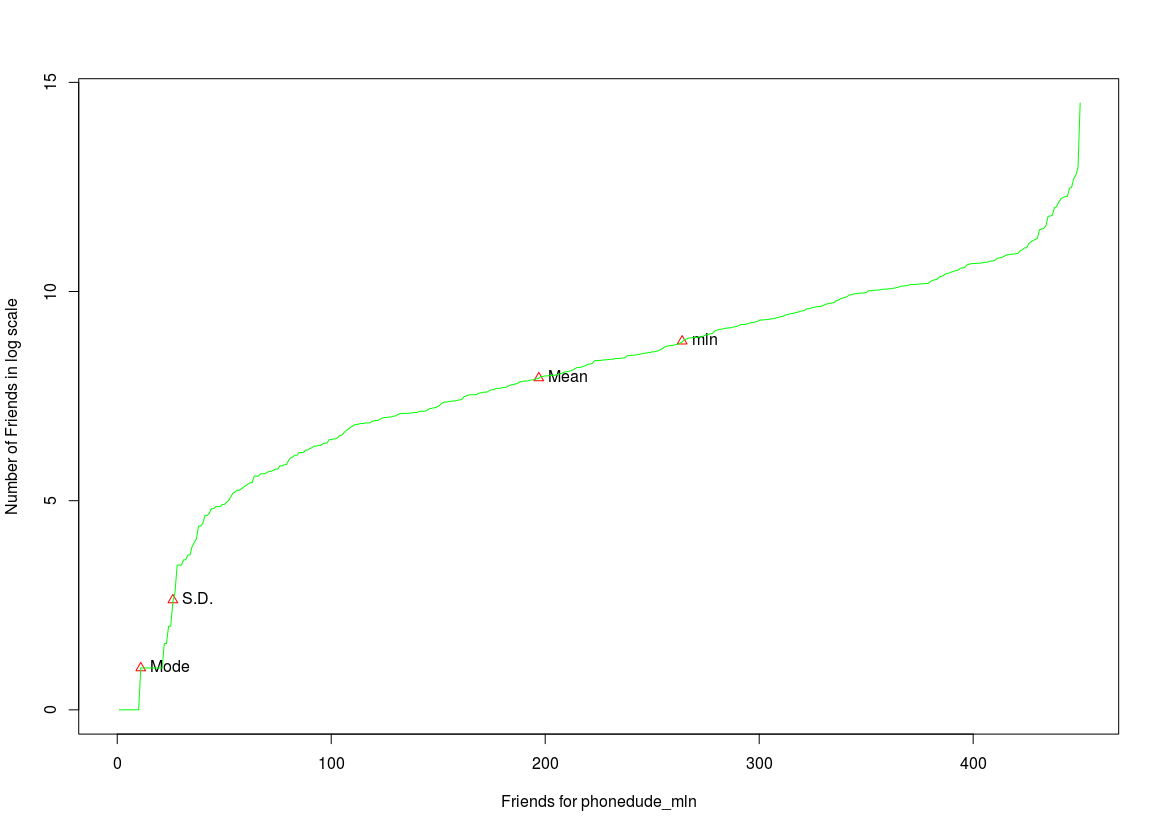 15
10
5
0
Number of Friends in log scale
mln
Mean
S.D.
Mode
0 100 200 300 400
Friends for phonedude_mln